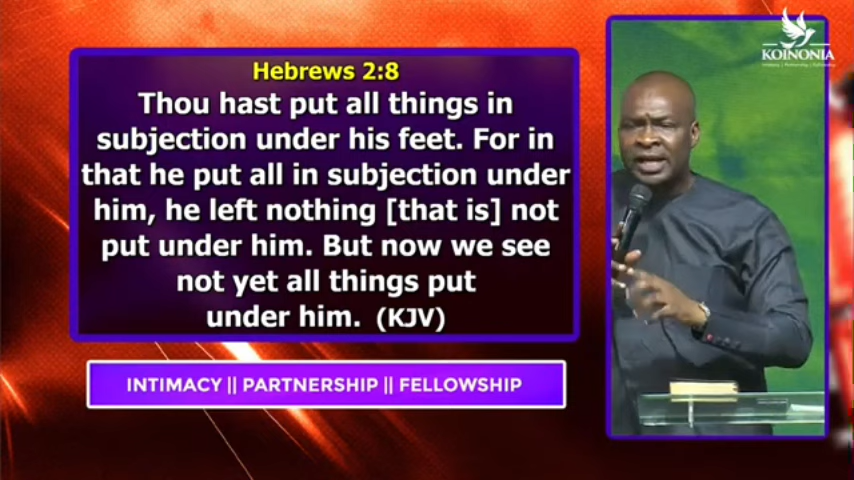 Hebrews 2:8
Thou hast put all things in
subjection under his feet. For in
that he put all in subjection under
him, he left nothing [that is] not
put under him. But now we see
not yet all things put
under him. (KJV)
INTIMACY || PARTNERSHIP || FELLOWSHIP
KOINONIA